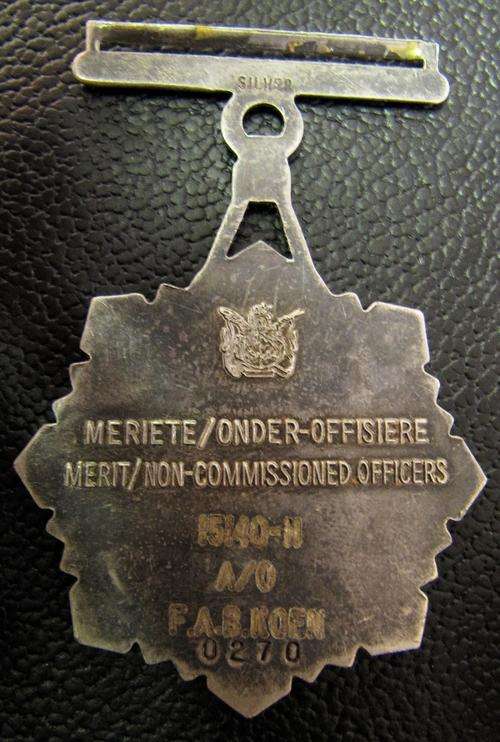 SILVER
MERIETE/ONDER-OFFISIERE
MERIT/NON-COMMISSIONED OFFICERS
15140-H
A/O
F.A.B.KOEN
0270